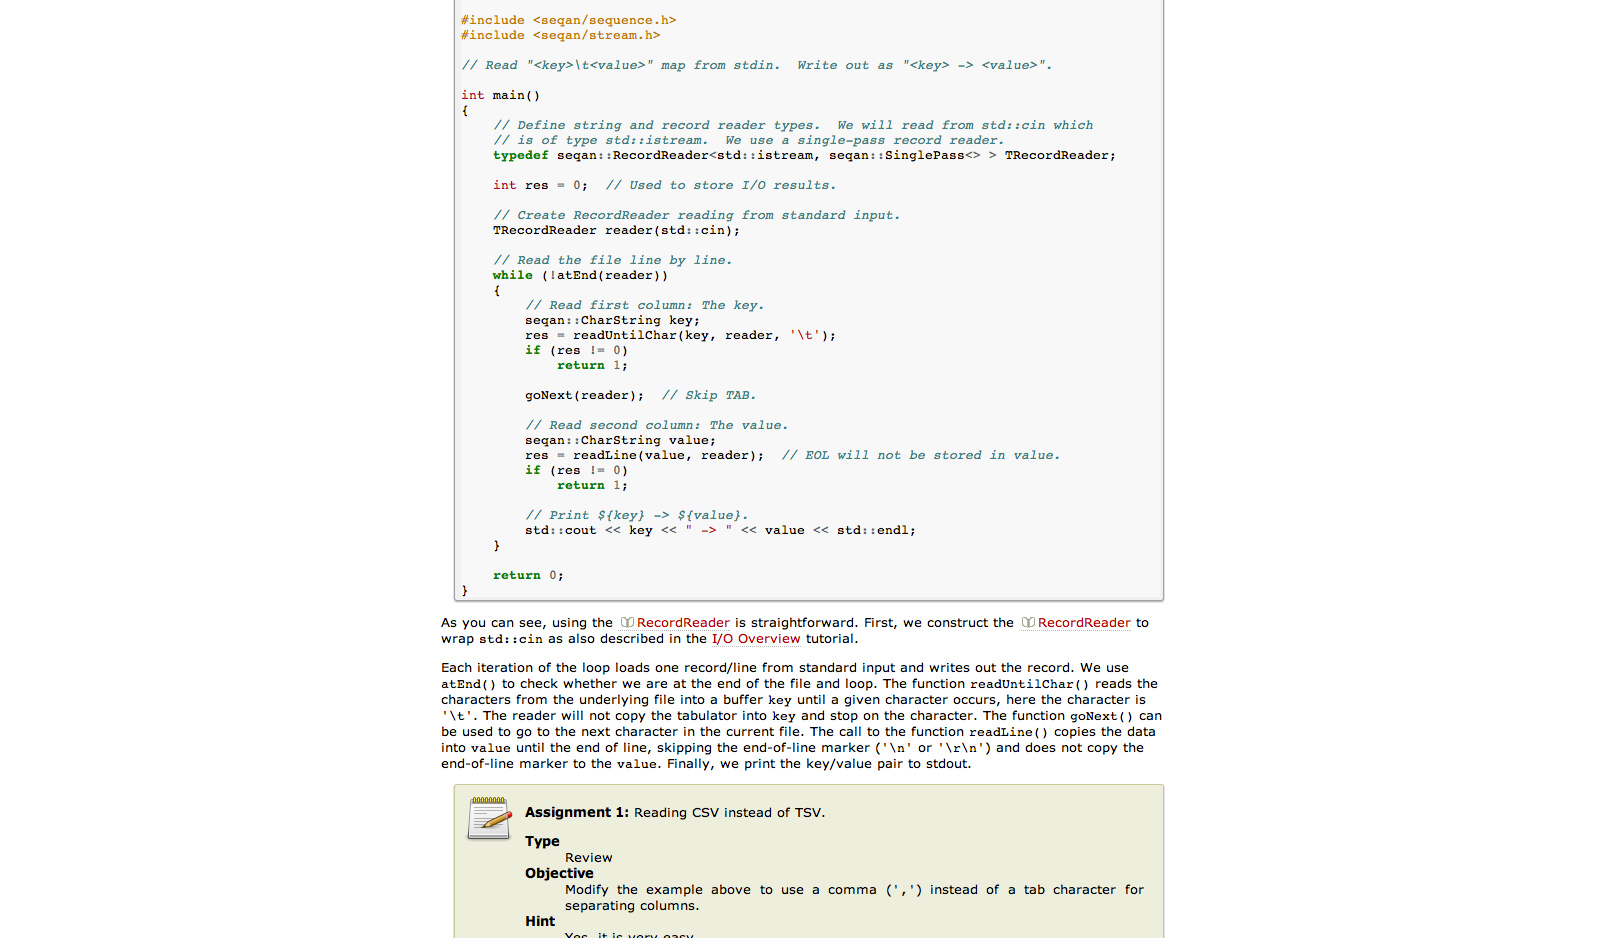 #include <seqan/sequence.h>
#include <seqan/stream.h>
// Read "<key>\t<value>" map from stdin.  Write out as "<key> -> <value>".
int main()
{
    // Define string and record reader types.  We will read from std::cin which
    // is of type std::istream.  We use a single-pass record reader.
    typedef seqan::RecordReader<std::istream, seqan::SinglePass<> > TRecordReader;
    int res = 0;  // Used to store I/O results.
    // Create RecordReader reading from standard input.
    TRecordReader reader(std::cin);
    // Read the file line by line.
    while (!atEnd(reader))
    {
        // Read first column: The key.
        seqan::CharString key;
        res = readUntilChar(key, reader, '\t');
        if (res != 0)
            return 1;
        goNext(reader);  // Skip TAB.
        // Read second column: The value.
        seqan::CharString value;
        res = readLine(value, reader);  // EOL will not be stored in value.
        if (res != 0)
            return 1;
        // Print ${key} -> ${value}.
        std::cout << key << " -> " << value << std::endl;
    }
    return 0;
}
As you can see, using the RecordReader is straightforward. First, we construct the RecordReader to
wrap std::cin as also described in the I/O Overview tutorial.
Each iteration of the loop loads one record/line from standard input and writes out the record. We use
atEnd() to check whether we are at the end of the file and loop. The function readUntilChar() reads the
characters from the underlying file into a buffer key until a given character occurs, here the character is
'\t'. The reader will not copy the tabulator into key and stop on the character. The function goNext() can
be used to go to the next character in the current file. The call to the function readLine() copies the data
into value until the end of line, skipping the end-of-line marker ('\n' or '\r\n') and does not copy the
end-of-line marker to the value. Finally, we print the key/value pair to stdout.
Assignment 1: Reading CSV instead of TSV.
Type
Review
Objective
Modify the example above to use a comma (',') instead of a tab character for
separating columns.
Hint
Yes, it is very easy.